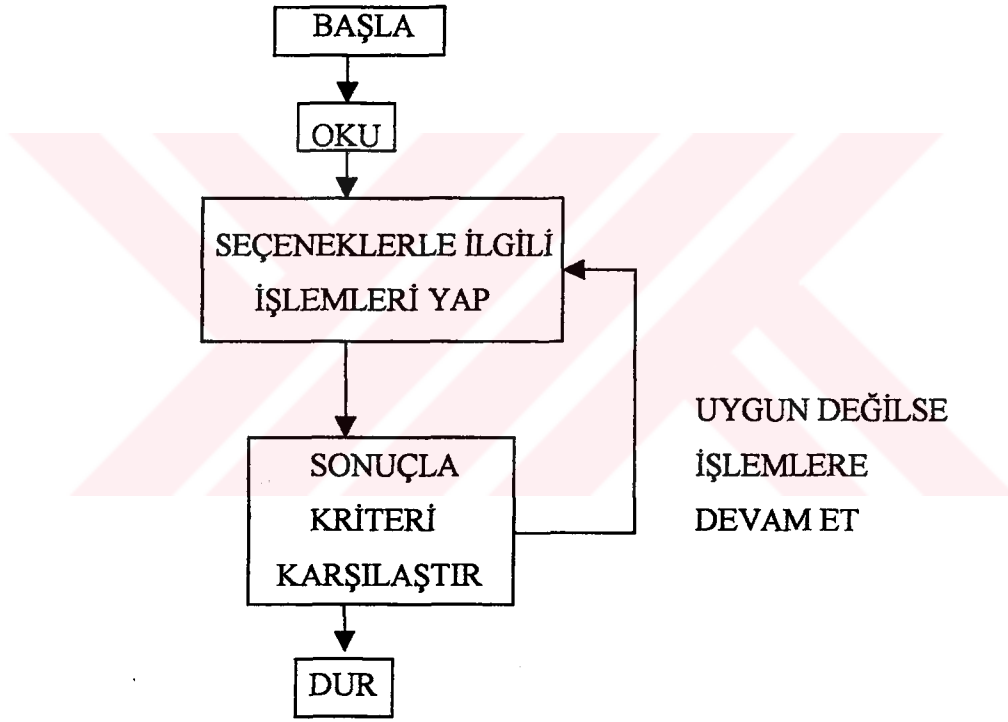 BAŞLA
OKU
SEÇENEKLERLE İLGİLİ
İŞLEMLERİ YAP
SONUÇLA
KRİTERİ
KARŞILAŞTIR
UYGUN DEĞİLSE
İŞLEMLERE
DEVAM ET
DUR